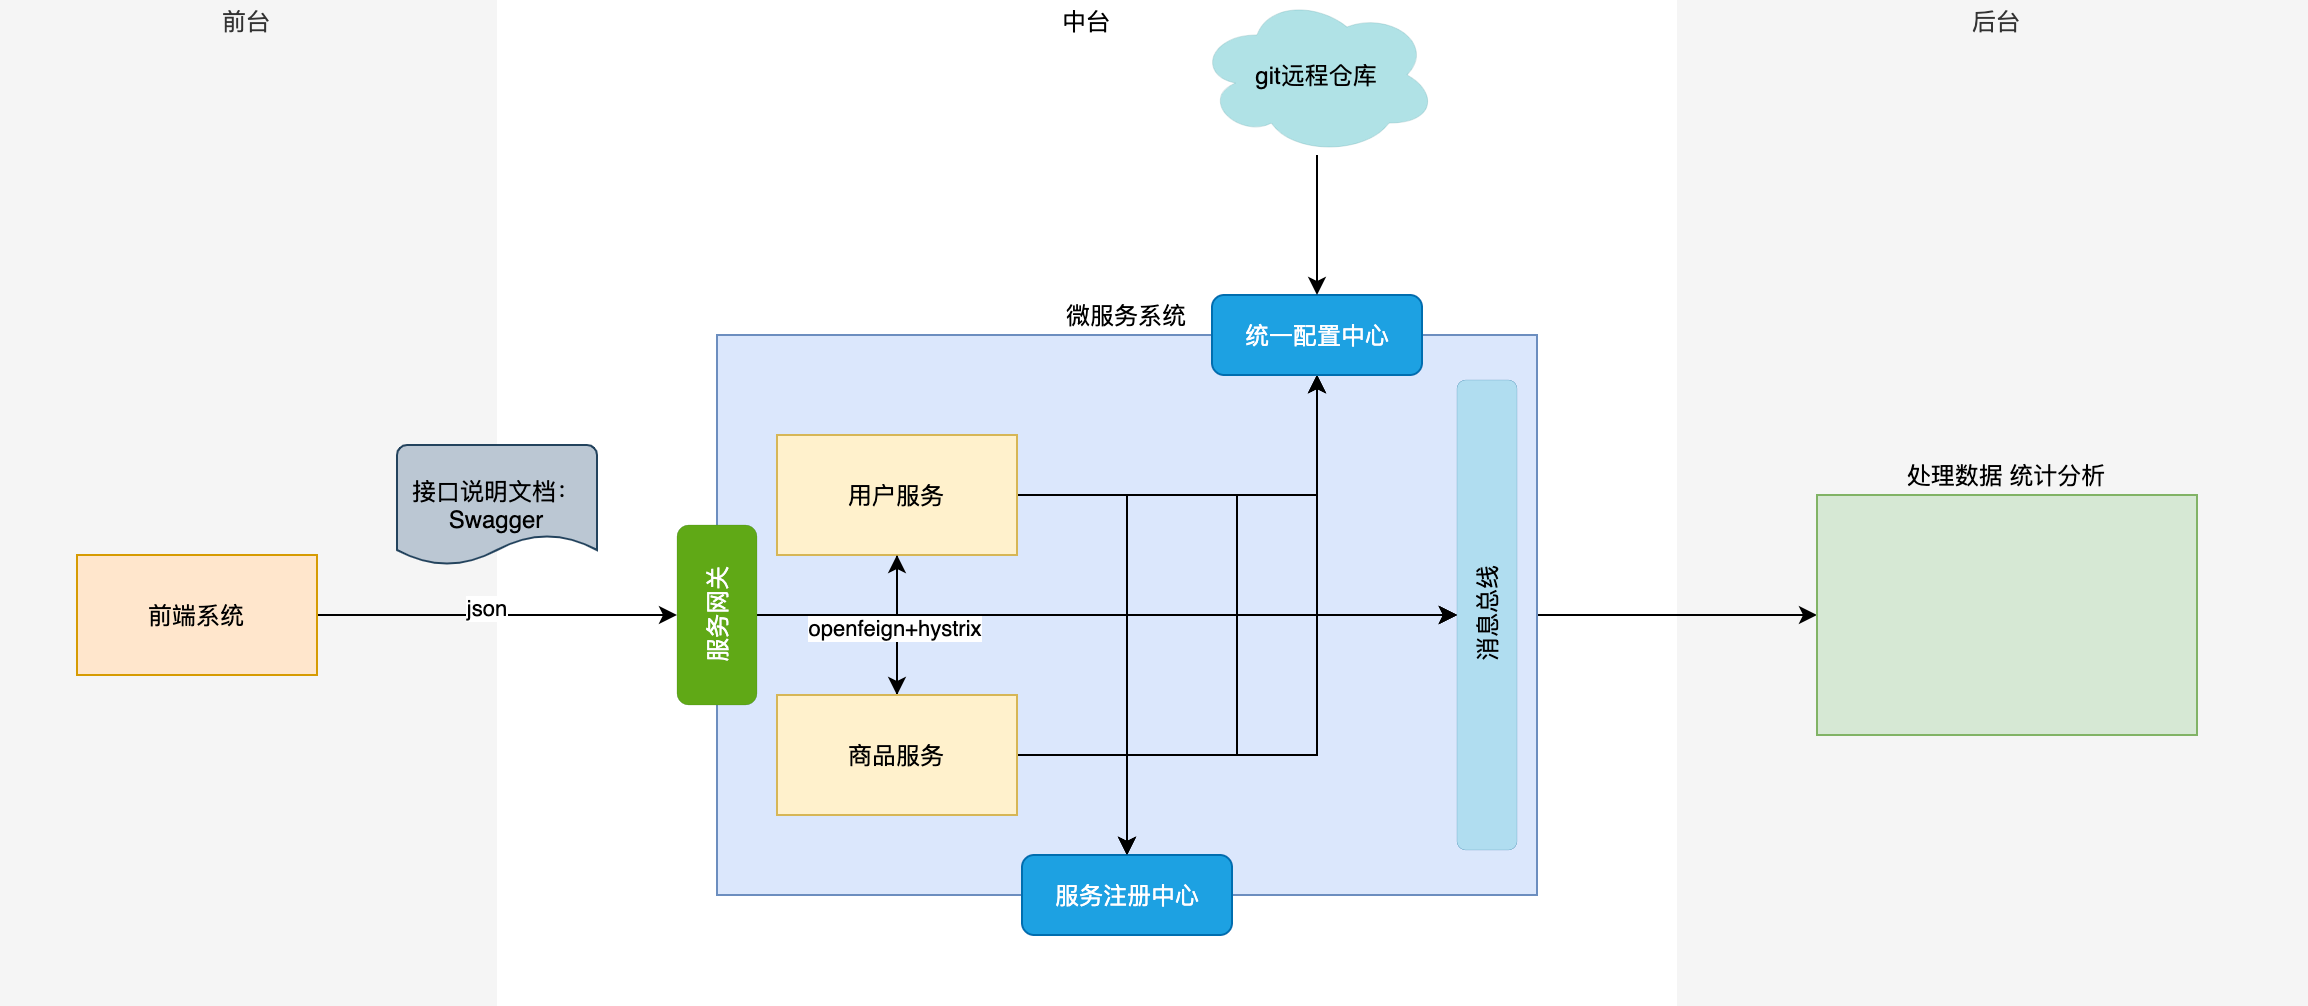 前台
中台
后台
git远程仓库
微服务系统
统一配置中心
接口说明文档：
Swagger
用户服务
处理数据 统计分析
前端系统
json
服务网关
openfeign+hystrix
消息总线
商品服务
服务注册中心